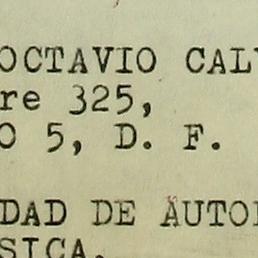 OCTAVIO CAL
re 325,
O 5, D. F.
DAD DE AUTO
SICA.